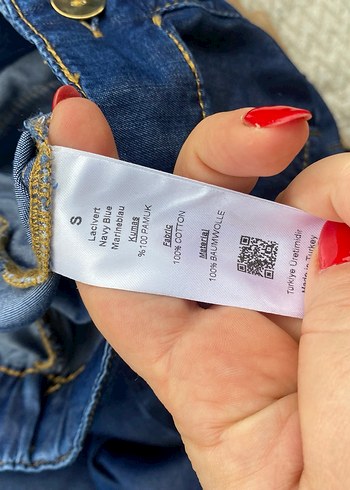 S
Lacivert
Navy Blue
Marineblau
Kumaş
%100 PAMUK
Fabric
100% COTTON
Material
100% BAUMWOLLE
Türkiye Üretimidir
Made in Turkey